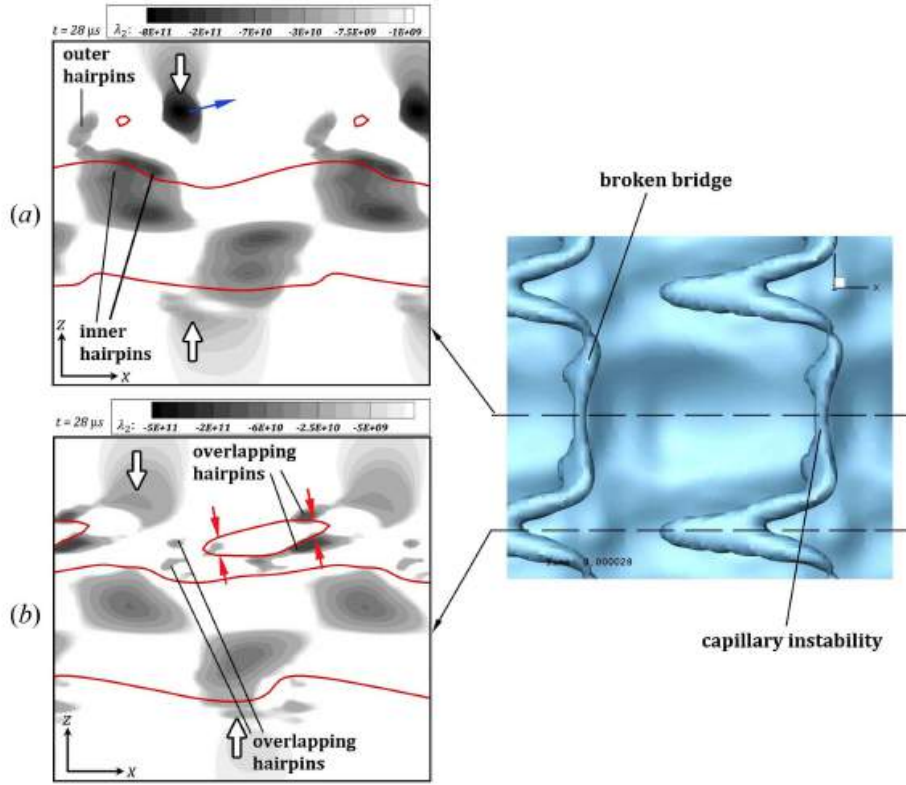 t = 28 μs
λ2:
-8E+11 -2E+11 -7E+10 -3E+10 -7.5E+09 -1E+09
outer
hairpins
(a)
inner
hairpins
Z
X
broken bridge
x
t = 28 μs
λ2:
-5E+11 -2E+11 -6E+10 -2.5E+10 -5E+09
overlapping
hairpins
(b)
0.000028
capillary instability
overlapping
hairpins
Z
X